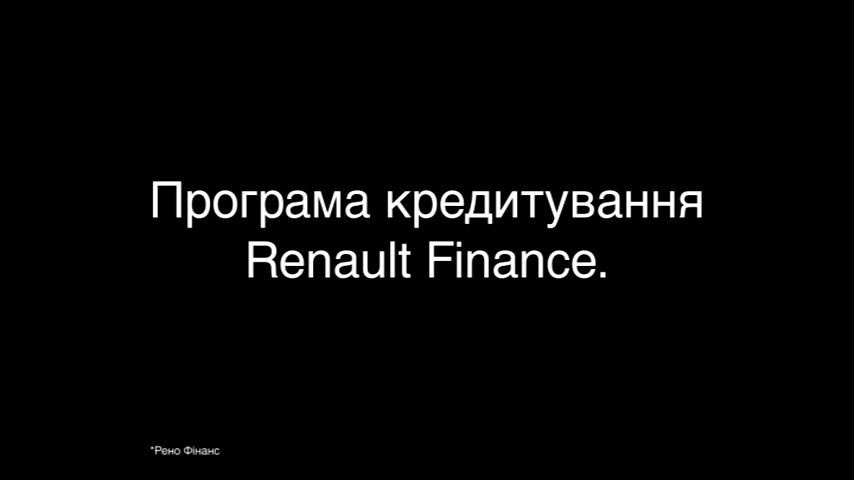 Програма кредитування
Renault Finance.
*Рено Фінанс